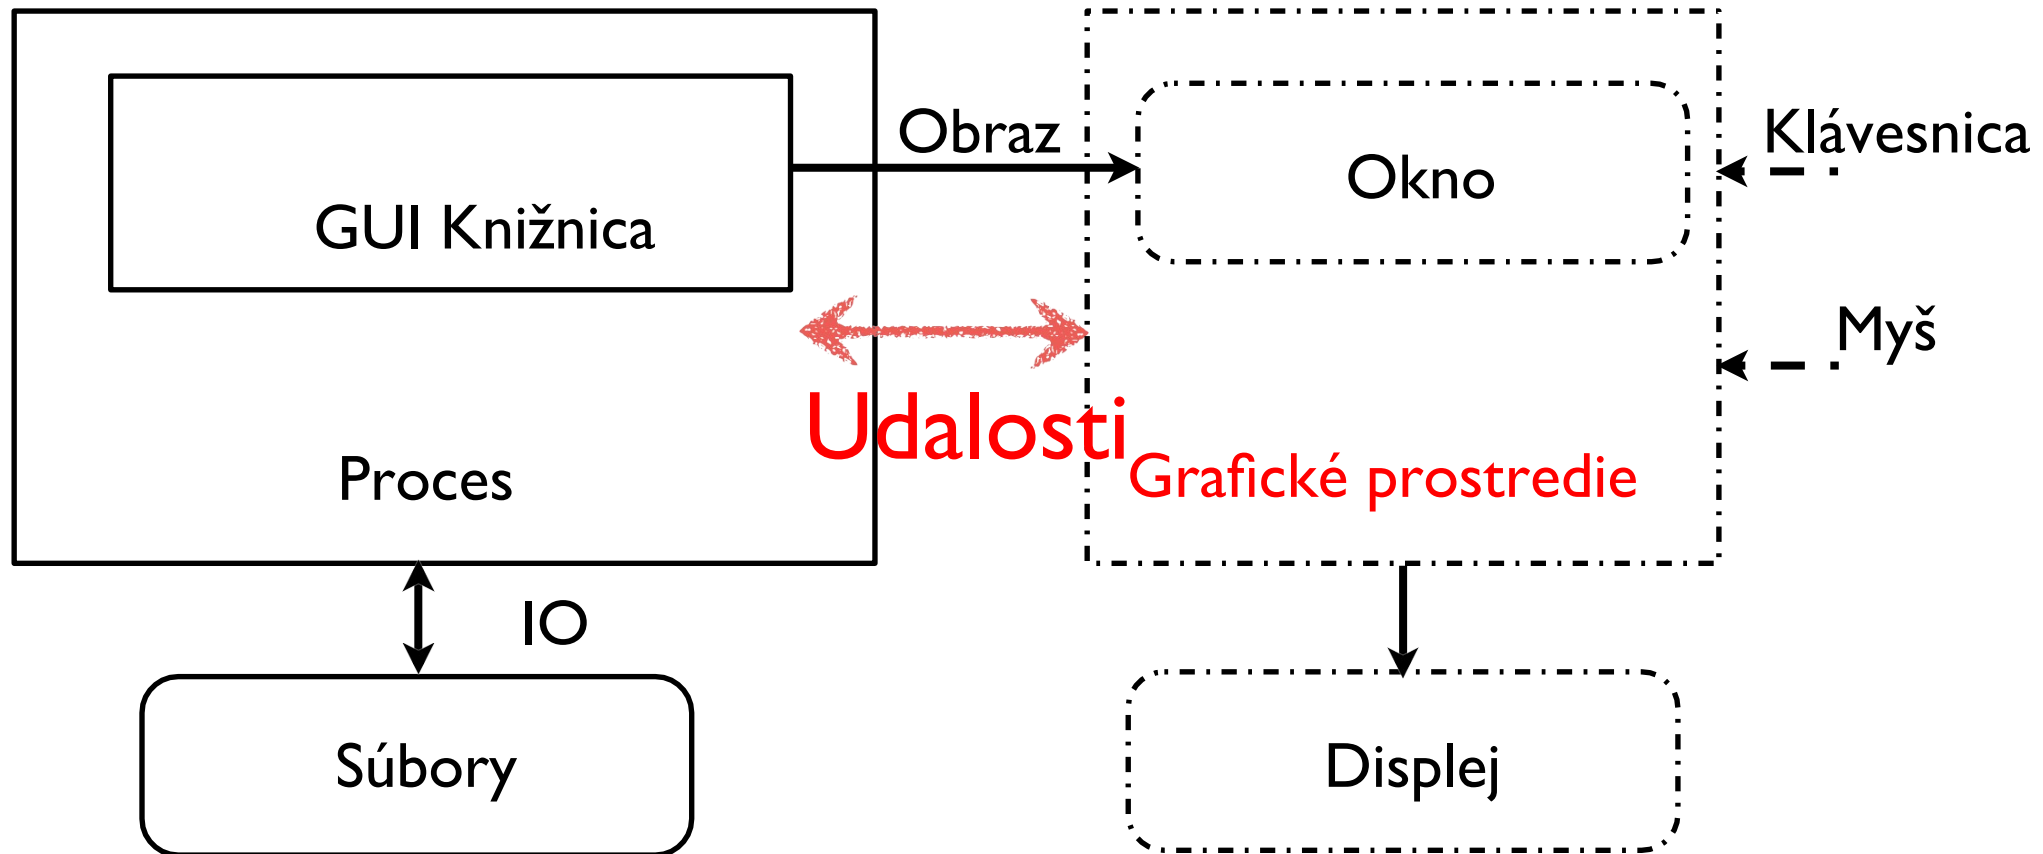 Obraz
Klávesnica
Okno
GUI Knižnica
Myš
Udalosti
Grafické prostredie
Proces
IO
Súbory
Displej